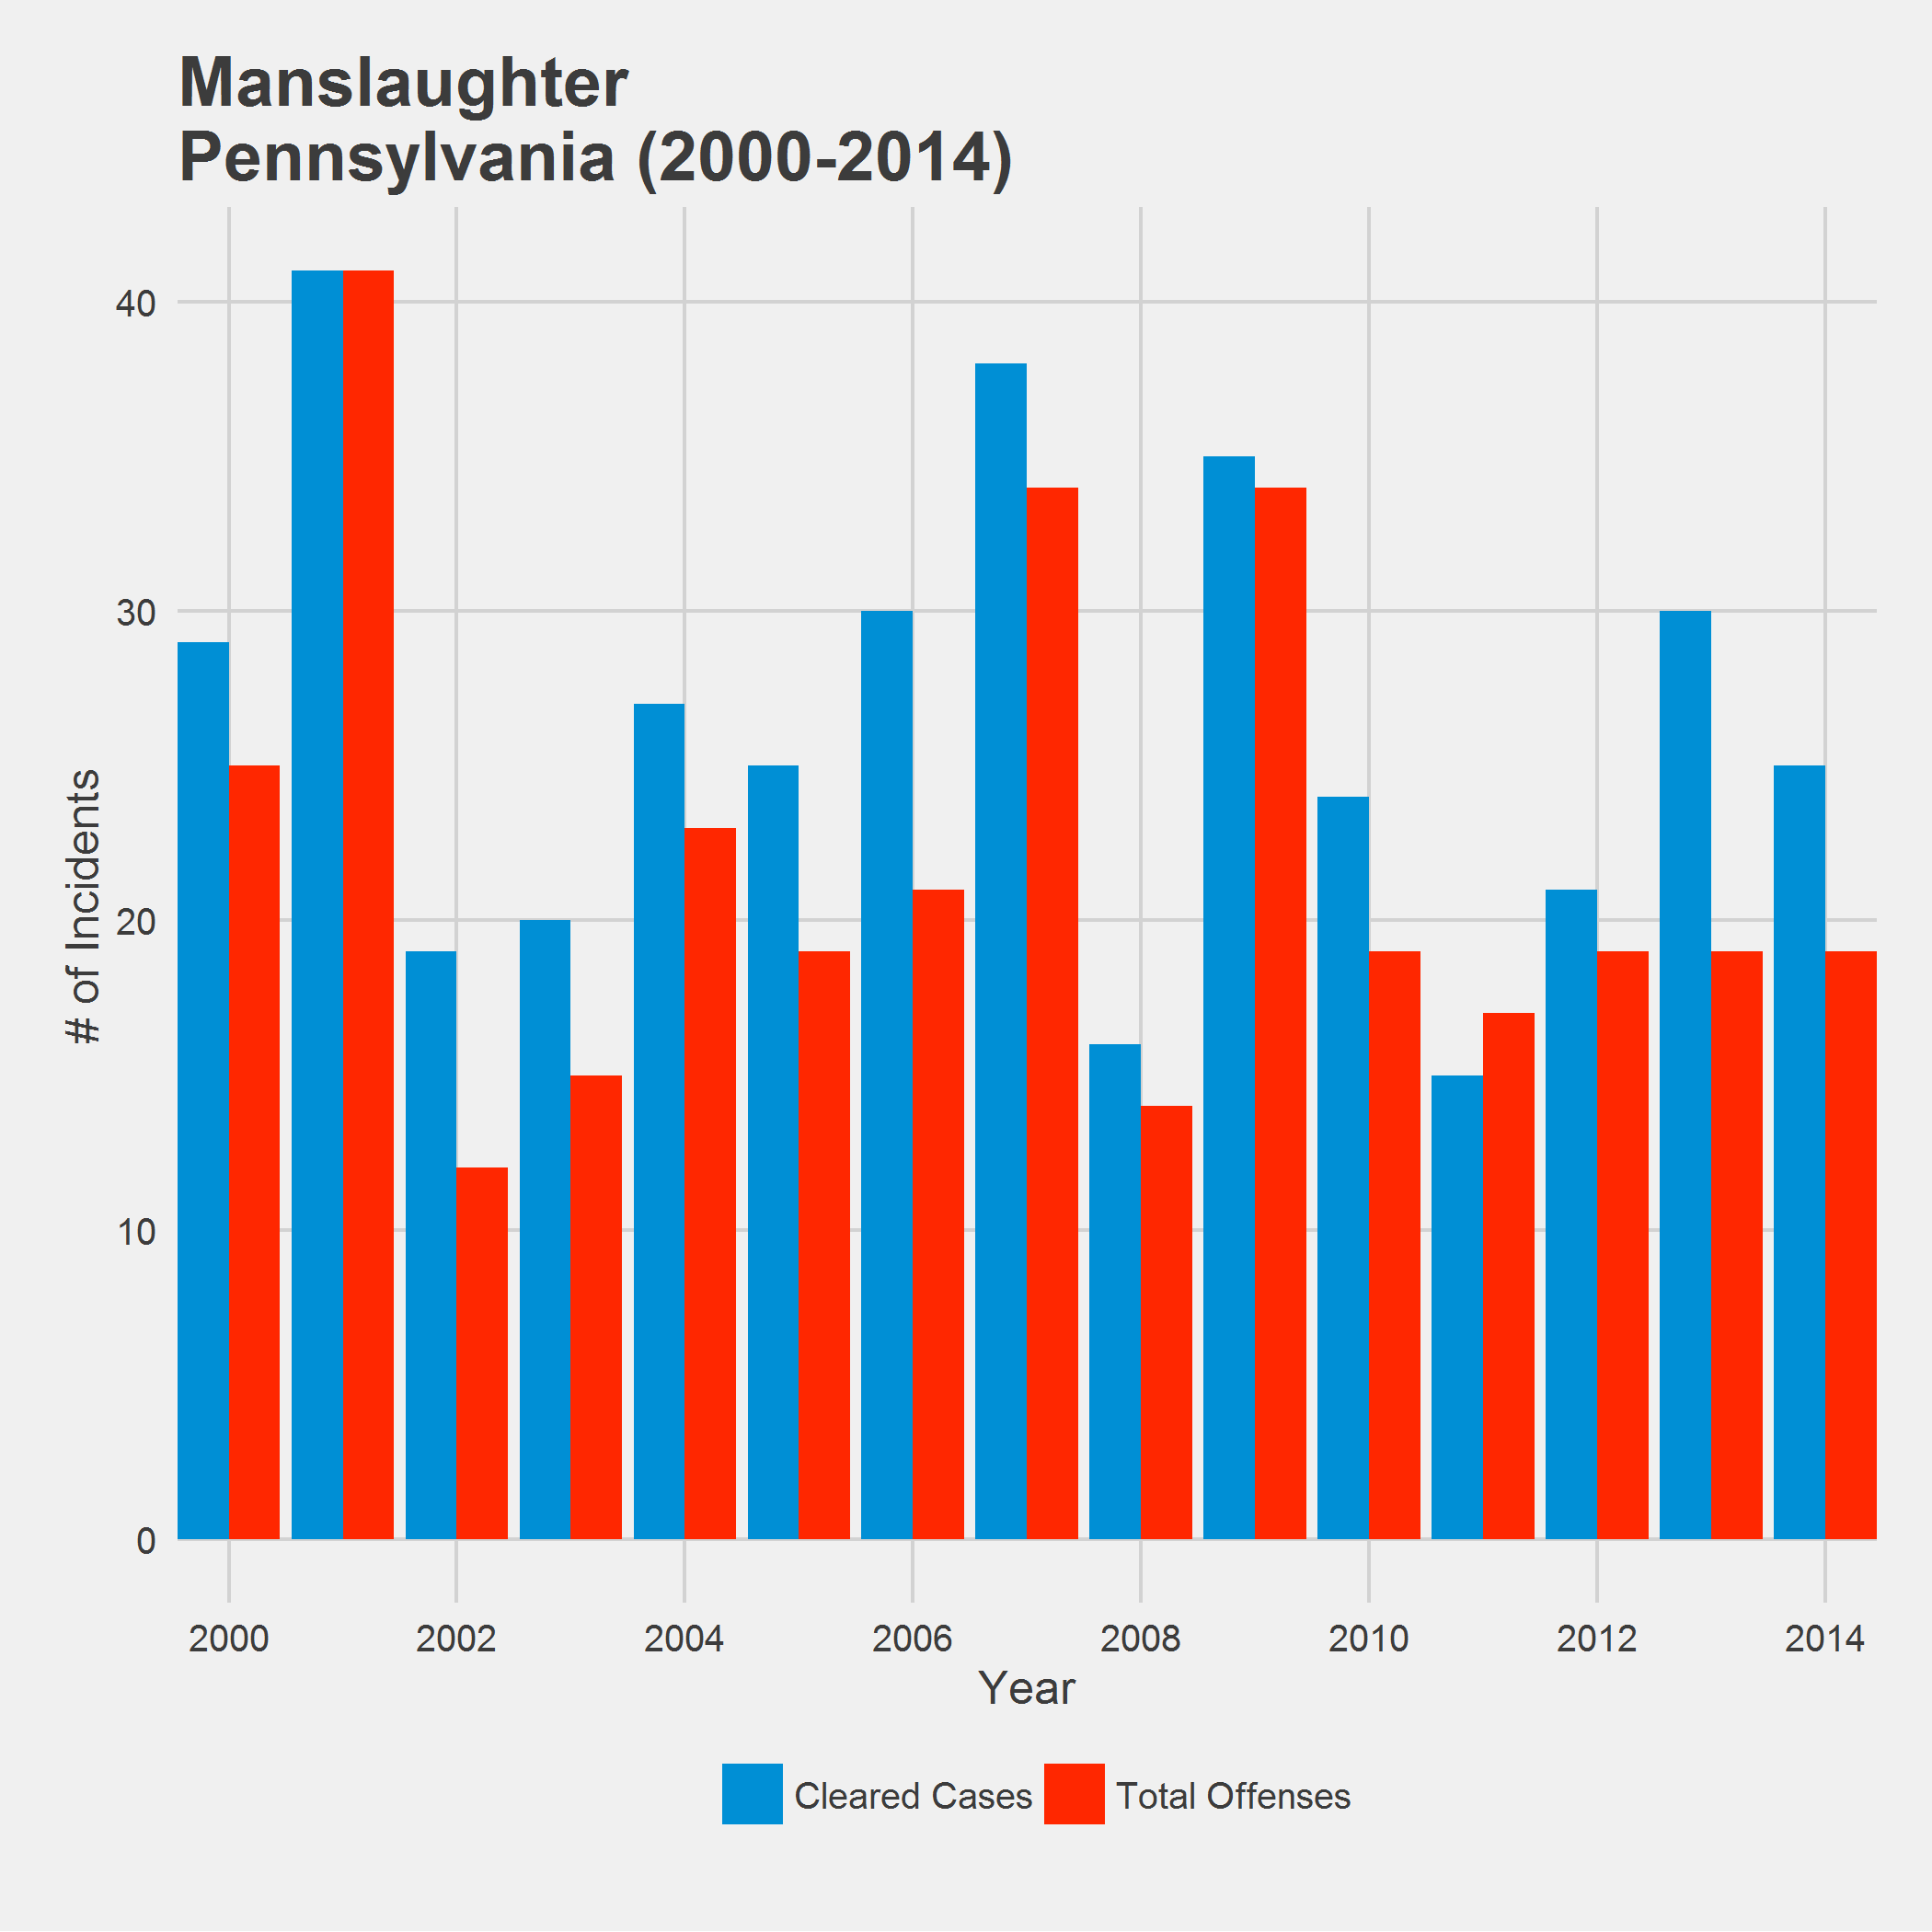 Manslaughter
Pennsylvania (2000-2014)
# of Incidents
40
30
20
10
0
2000 2002 2004 2006 2008 2010 2012 2014
Year
Cleared Cases Total Offenses